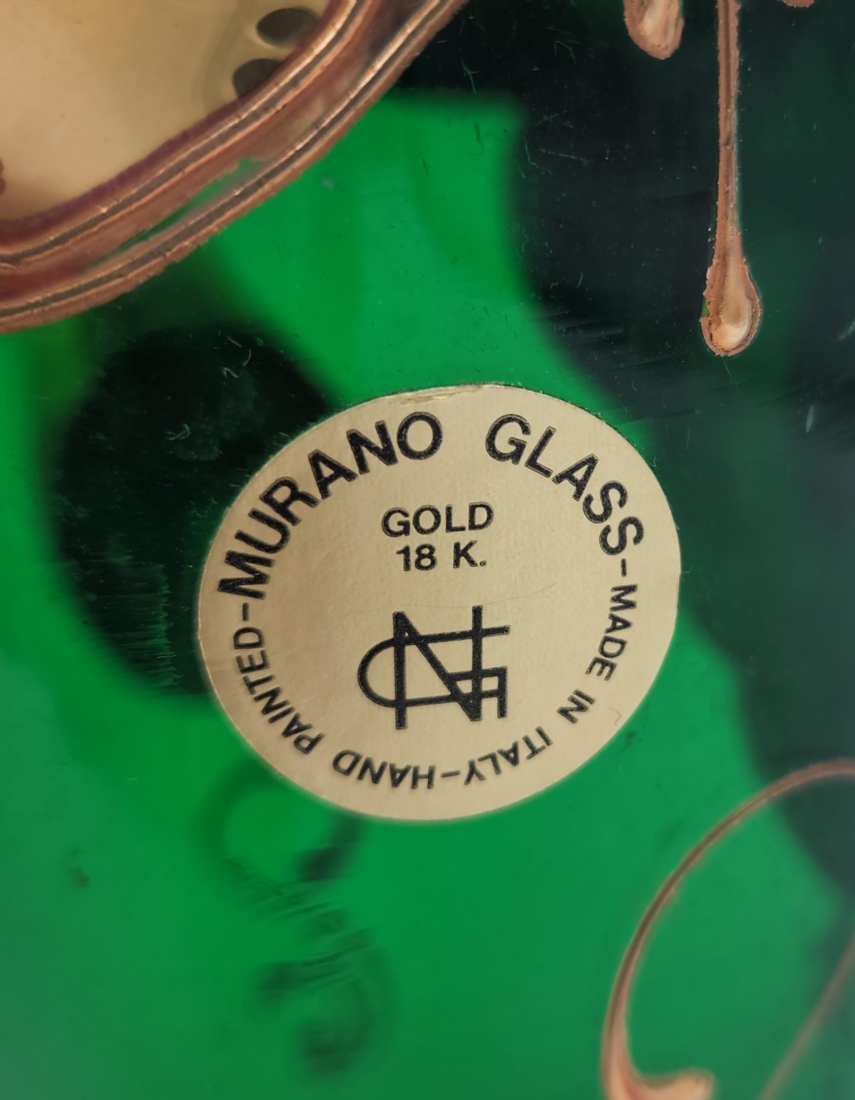 MURANO GLASS-MADE IN ITALY-HAND PAINTED-
GOLD
18 K.